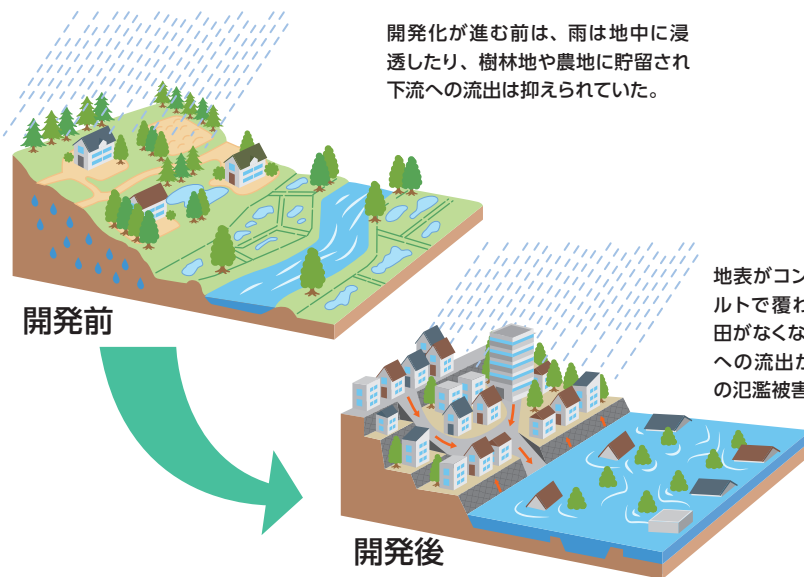 開発化が進む前は、雨は地中に浸
透したり、樹林地や農地に貯留され
下流への流出は抑えられていた。
開発前
地表がコン
ルトで覆わ
田がなくな
への流出が
の氾濫被害
開発後